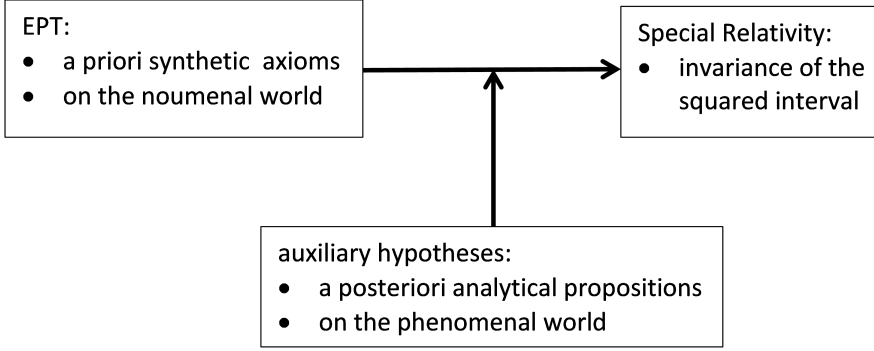 EPT:
• a priori synthetic axioms
• on the noumenal world
Special Relativity:
• invariance of the
squared interval
auxiliary hypotheses:
• a posteriori analytical propositions
• on the phenomenal world